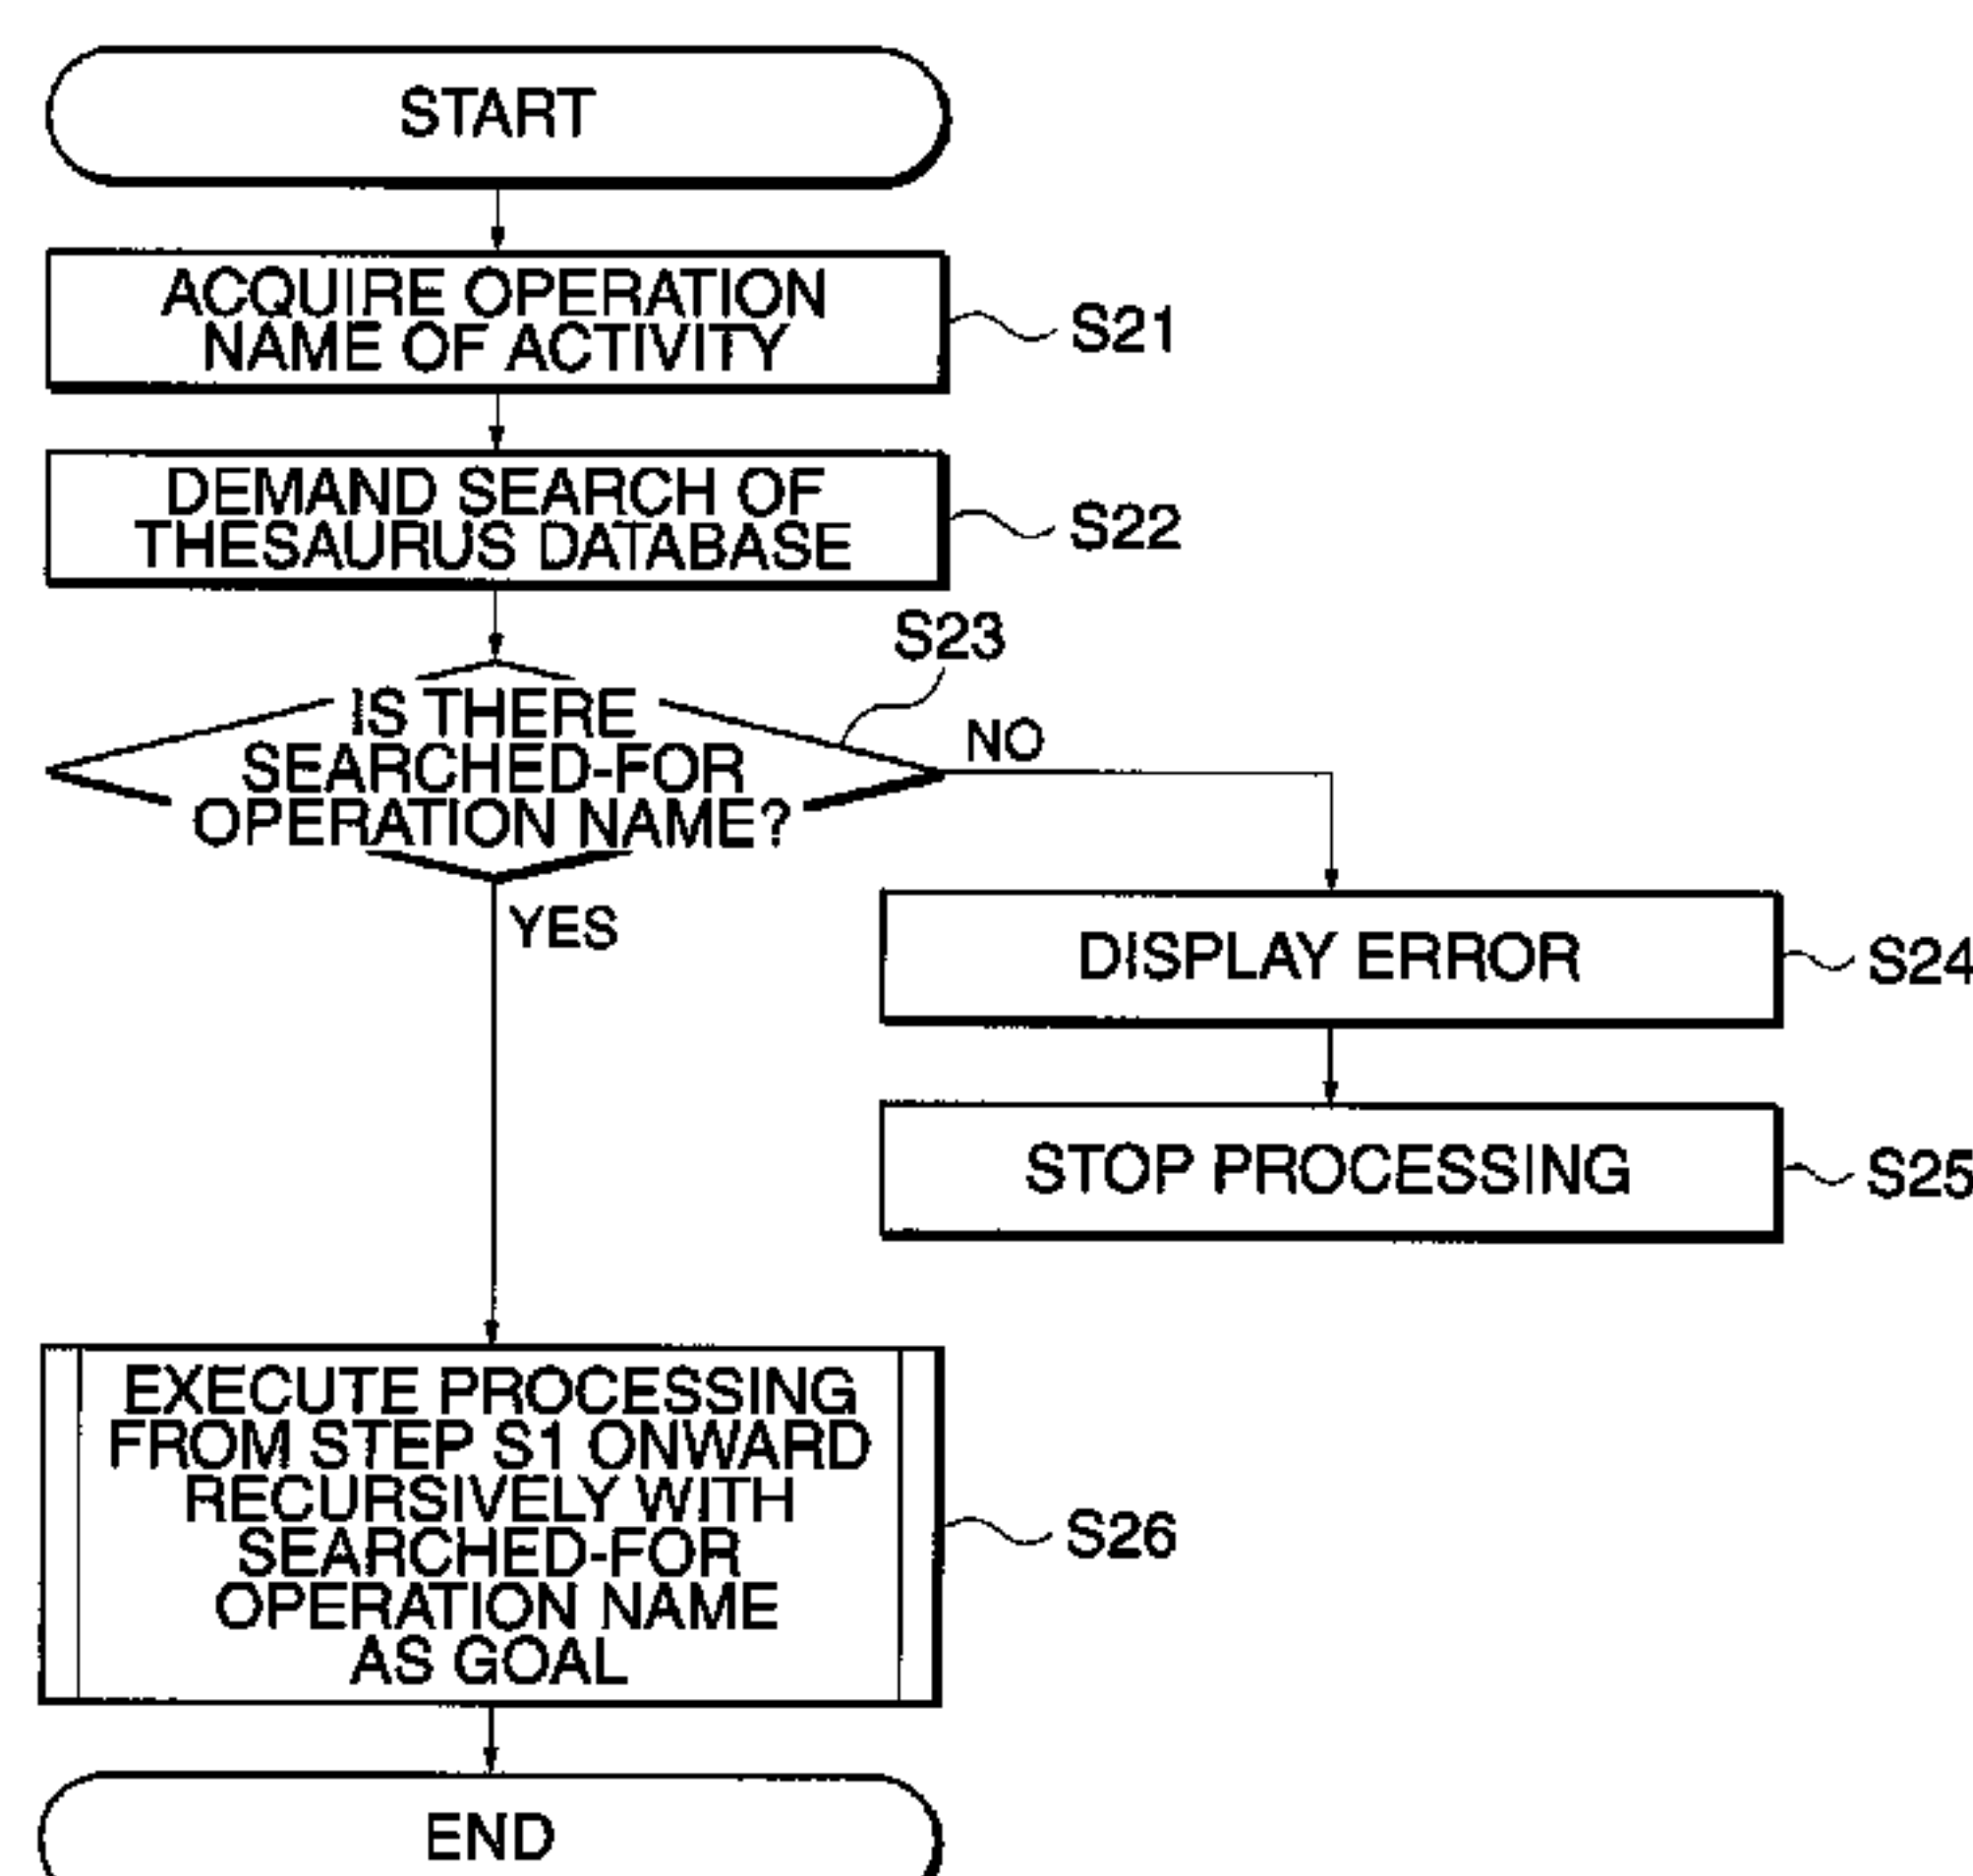 START
ACQUIRE OPERATION
NAME OF ACTIVITY
S21
DEMAND SEARCH OF
THESAURUS DATABASE
S22
S23
IS THERE
SEARCHED-FOR
OPERATION NAME?
NO
YES
DISPLAY ERROR
S24
STOP PROCESSING
S25
EXECUTE PROCESSING
FROM STEP S1 ONWARD
RECURSIVELY WITH
SEARCHED-FOR
OPERATION NAME
AS GOAL
S26
END